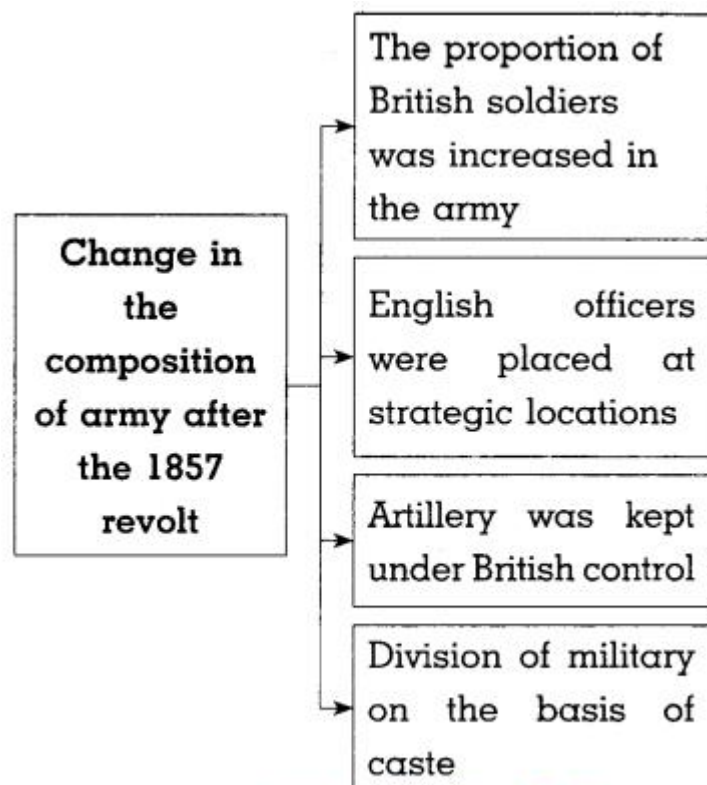 Change in
the
composition
of army after
the 1857
revolt
The proportion of
British soldiers
was increased in
the army
English officers
were placed at
strategic locations
Artillery was kept
under British control
Division of military
on the basis of
caste